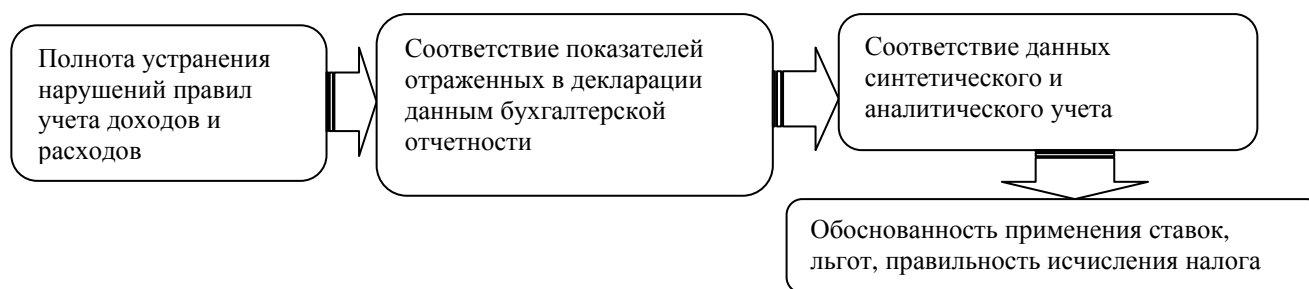 Полнота устранения
нарушений правил
учета доходов и
расходов
Соответствие показателей
отраженных в декларации
данным бухгалтерской
отчетности
Соответствие данных
синтетического и
аналитического учета
Обоснованность применения ставок,
льгот, правильность исчисления налога